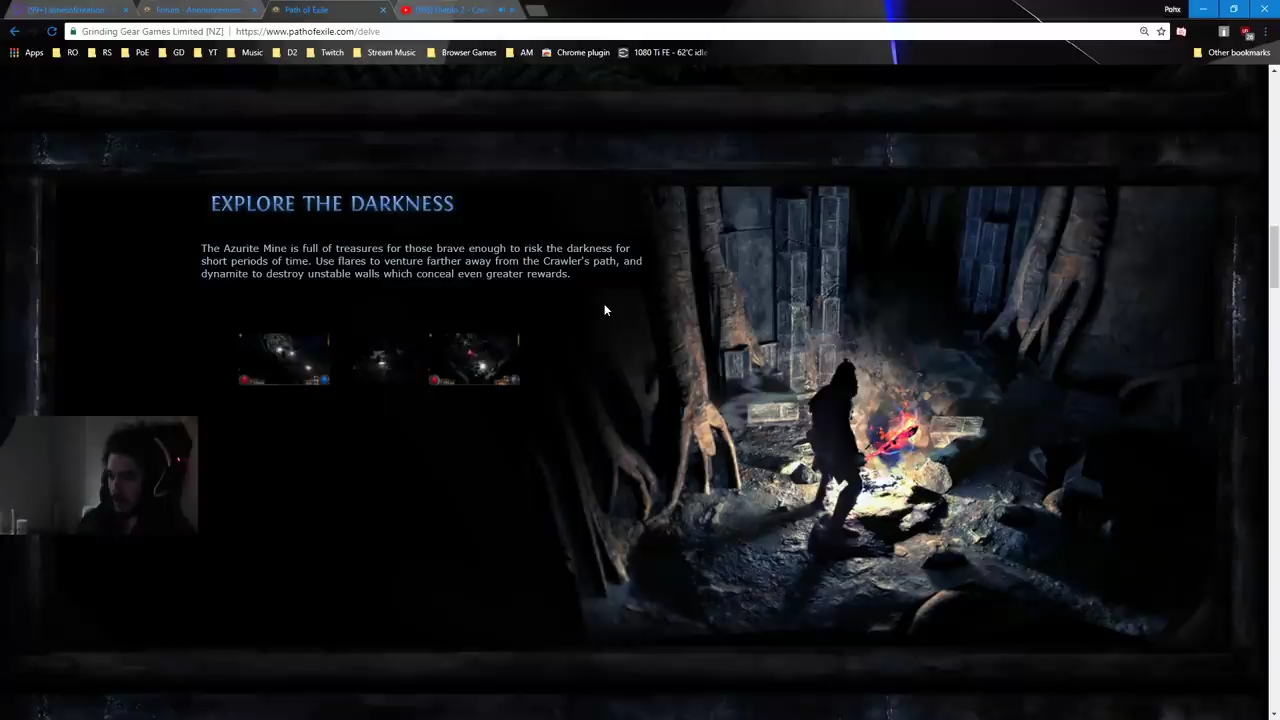 Forum - Announcements
Path of Exile
Pohx
Grinding Gear Games Limited [NZ] | https://www.pathofexile.com/delve
Apps RO RS PoE GD YT Music D2 Twitch Stream Music Browser Games AM Chrome plugin 1080 Ti FE - 62°C idle Other bookmarks
EXPLORE THE DARKNESS
The Azurite Mine is full of treasures for those brave enough to risk the darkness for
short periods of time. Use flares to venture farther away from the Crawler's path, and
dynamite to destroy unstable walls which conceal even greater rewards.